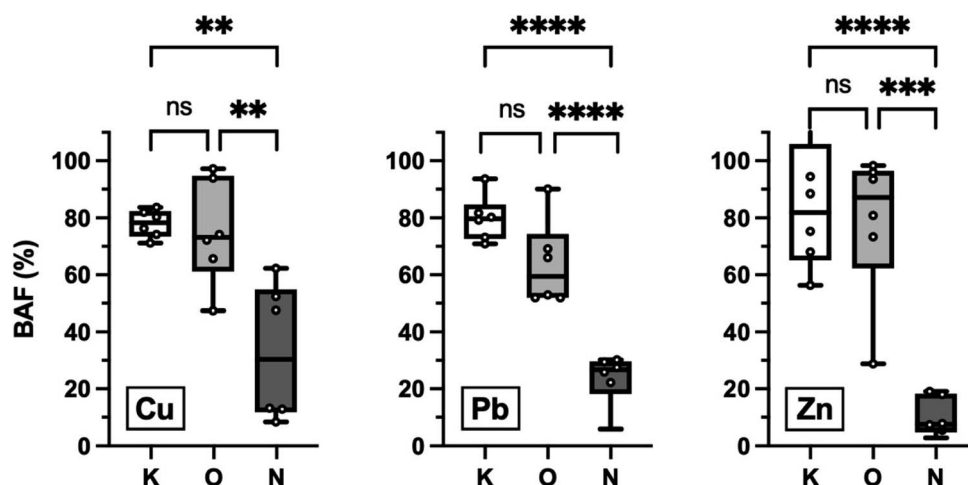 ** **** ****
ns ** ns **** ns ***
BAF (%)
100 100 100
80 80 80
60 60 60
40 40 40
20 20 20
0 0 0
Cu Pb Zn
K O N K O N K O N